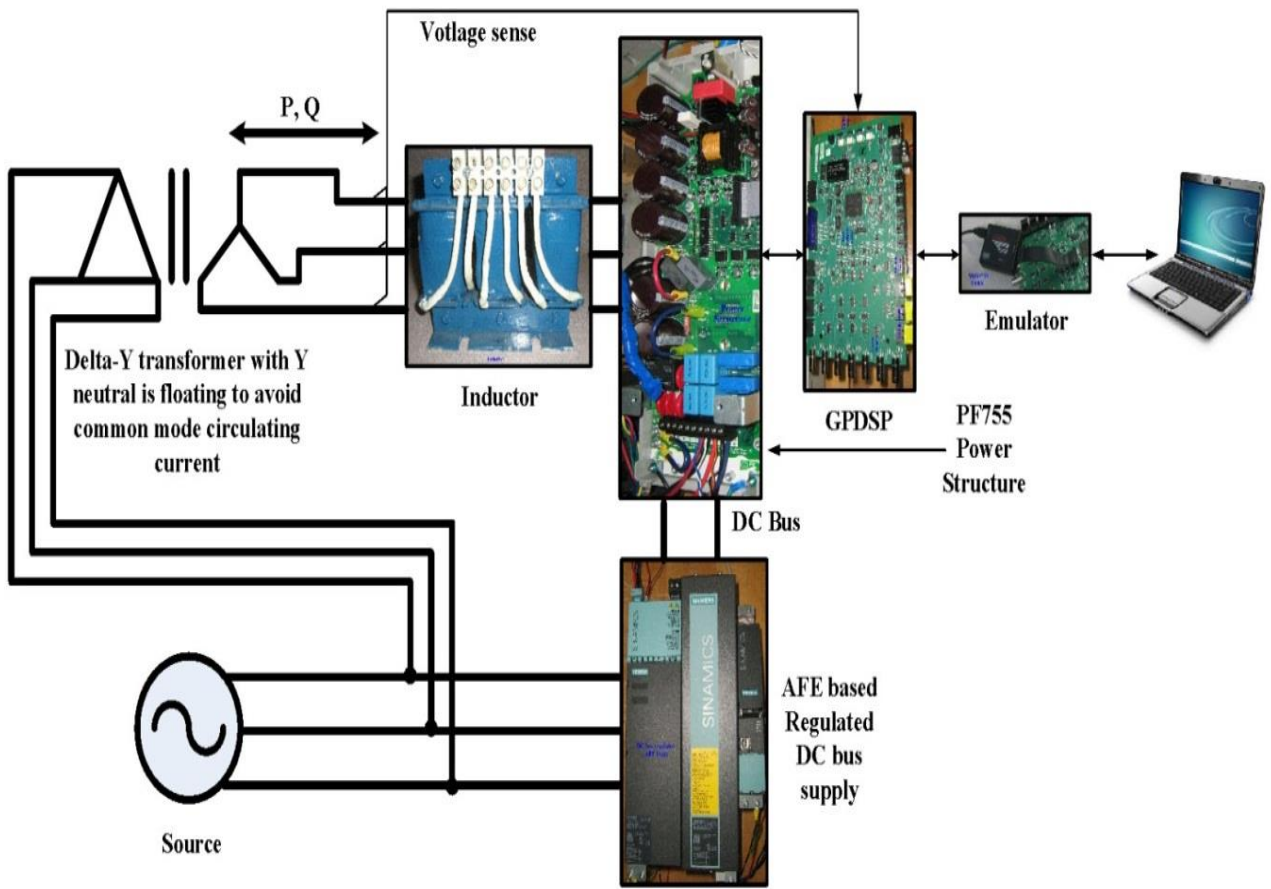 Votlage sense
P, Q
Delta-Y transformer with Y
neutral is floating to avoid
common mode circulating
current
Inductor
GPDSP
Emulator
PF755
Power
Structure
DC Bus
SINAMICS
AFE based
Regulated
DC bus
supply
Source